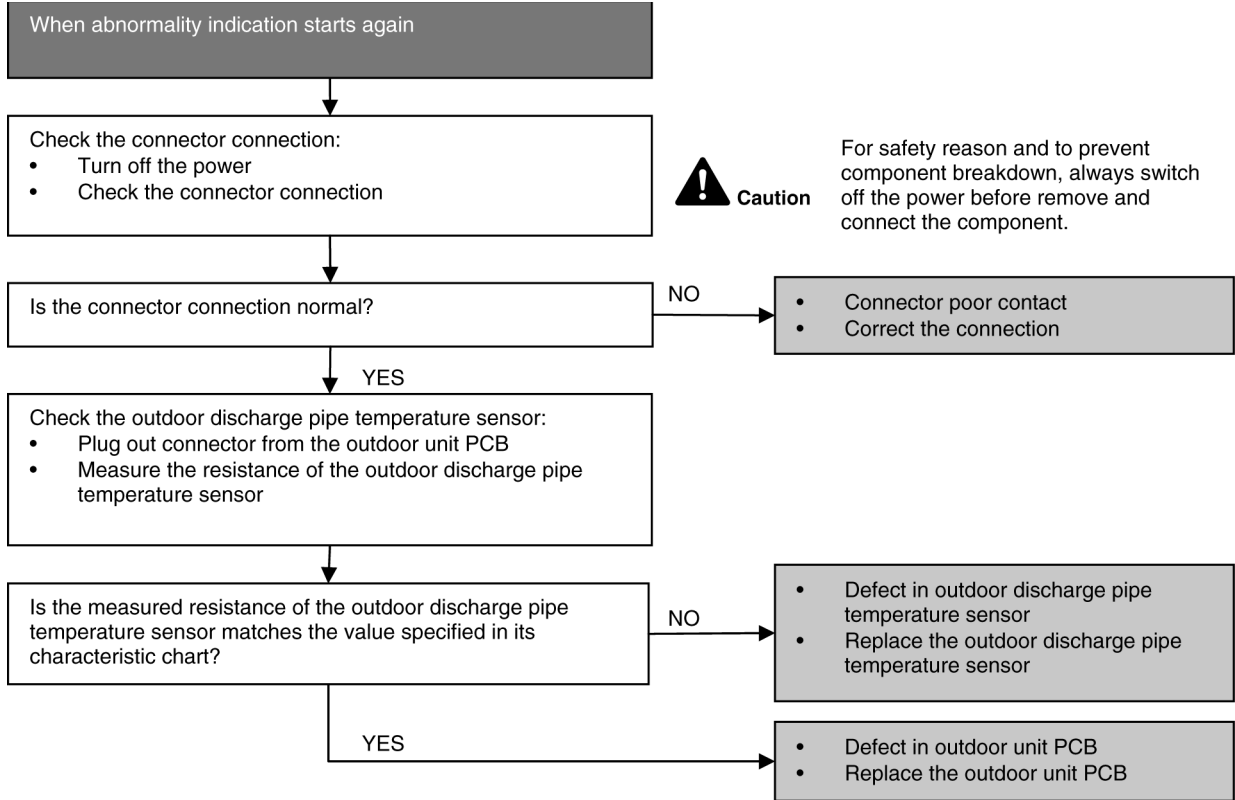 When abnormality indication starts again
Check the connector connection:
• Turn off the power
• Check the connector connection
Caution
For safety reason and to prevent
component breakdown, always switch
off the power before remove and
connect the component.
Is the connector connection normal?
NO
• Connector poor contact
• Correct the connection
YES
Check the outdoor discharge pipe temperature sensor:
• Plug out connector from the outdoor unit PCB
• Measure the resistance of the outdoor discharge pipe
temperature sensor
Is the measured resistance of the outdoor discharge pipe
temperature sensor matches the value specified in its
characteristic chart?
NO
• Defect in outdoor discharge pipe
temperature sensor
• Replace the outdoor discharge pipe
temperature sensor
YES
• Defect in outdoor unit PCB
• Replace the outdoor unit PCB